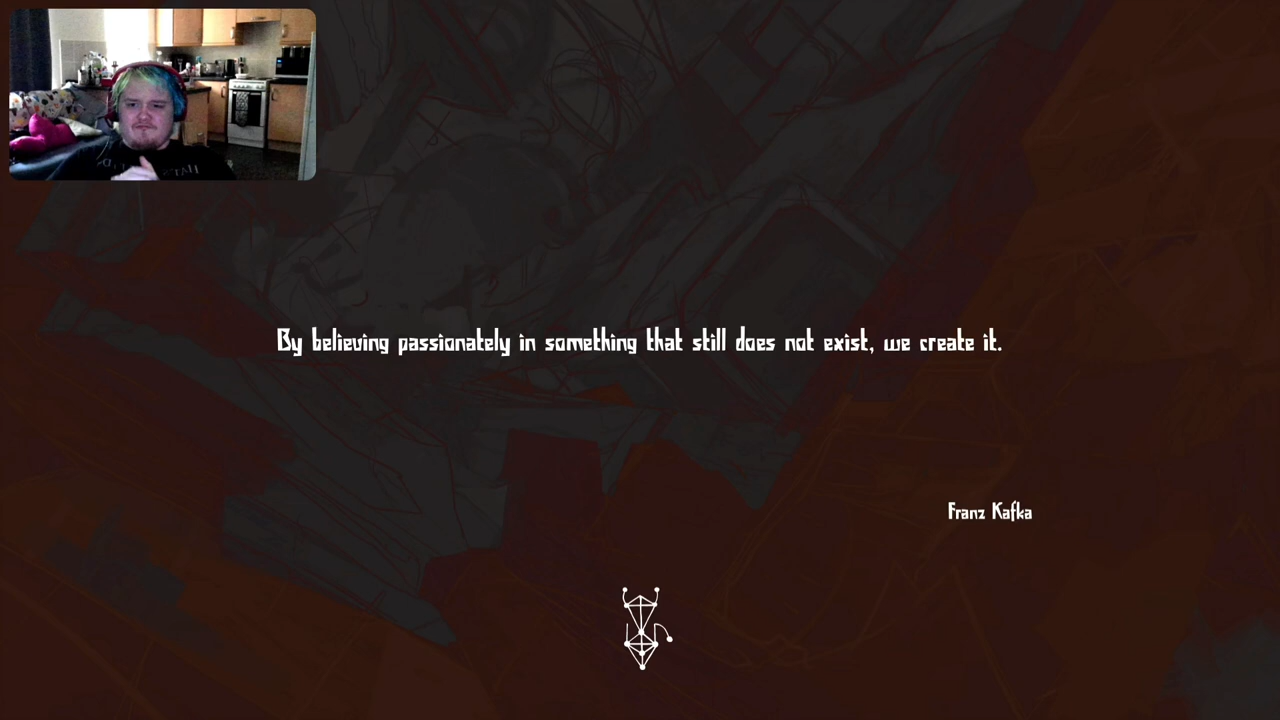 By believing passionately in something that still does not exist, we create it.
Franz Kafka